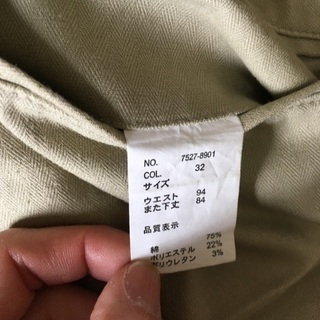 NO. 7527-8901
COL. 32
サイズ
ウエスト 94
また下丈 84
品質表示
綿 75%
ポリエステル 22%
ポリウレタン 3%